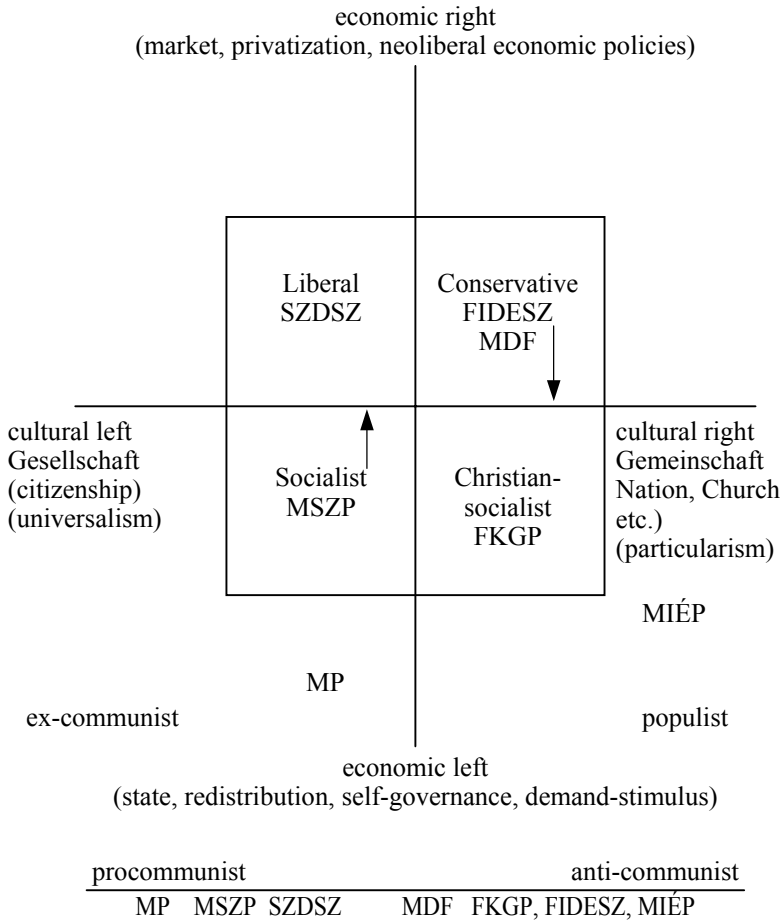 economic right
(market, privatization, neoliberal economic policies)
Liberal
SZDSZ
Conservative
FIDESZ
MDF
cultural left
Gesellschaft
(citizenship)
(universalism)
Socialist
MSZP
Christian-
socialist
FKGP
cultural right
Gemeinschaft
Nation, Church
etc.)
(particularism)
MIÉP
MP
ex-communist
populist
economic left
(state, redistribution, self-governance, demand-stimulus)
procommunist anti-communist
MP MSZP SZDSZ MDF FKGP, FIDESZ, MIÉP